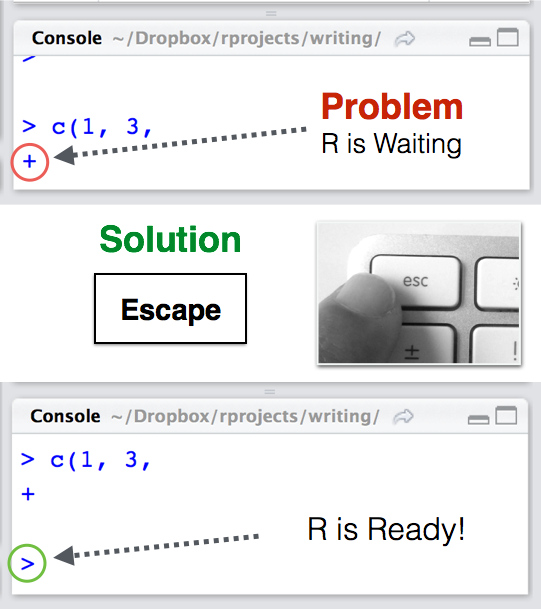 Console ~/Dropbox/rprojects/writing/
>
> c(1, 3,
+
Problem
R is Waiting
Solution
Escape
esc
±
!
Console ~/Dropbox/rprojects/writing/
> c(1, 3,
+
>
R is Ready!